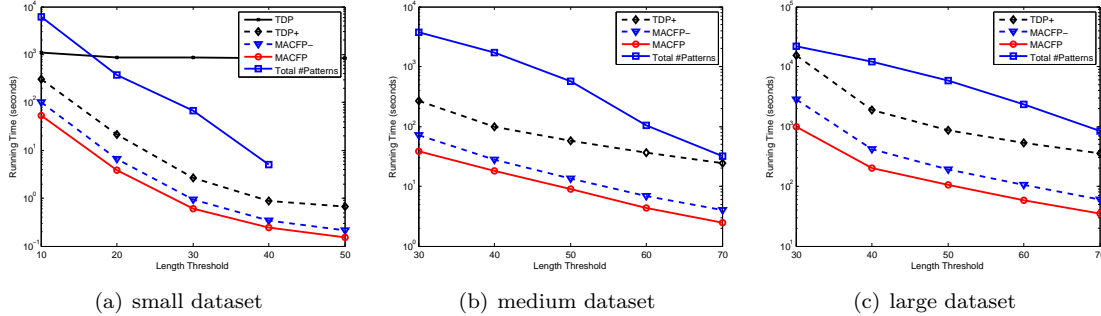 10^4
10^3
10^2
10^1
10^0
10^-1
10
20
30
40
50
Length Threshold
Running Time (seconds)
TDP
TDP+
MACFP−
MACFP
Total #Patterns
(a) small dataset
10^4
10^3
10^2
10^1
10^0
30
40
50
60
70
Length Threshold
Running Time (seconds)
TDP+
MACFP−
MACFP
Total #Patterns
(b) medium dataset
10^5
10^4
10^3
10^2
10^1
30
40
50
60
70
Length Threshold
Running Time (seconds)
TDP+
MACFP−
MACFP
Total #Patterns
(c) large dataset